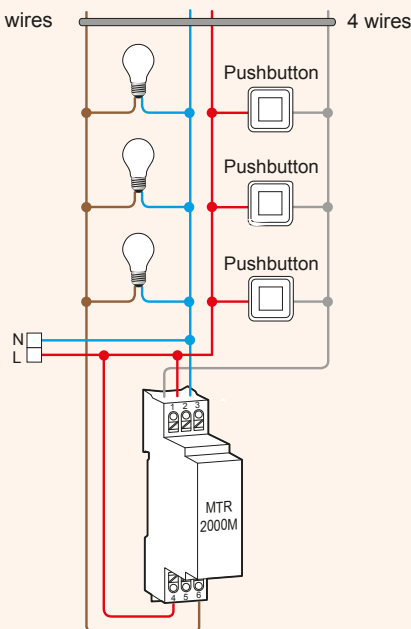 wires
4 wires
Pushbutton
Pushbutton
Pushbutton
N
L
1 2 3
MTR
2000M
4 5 6